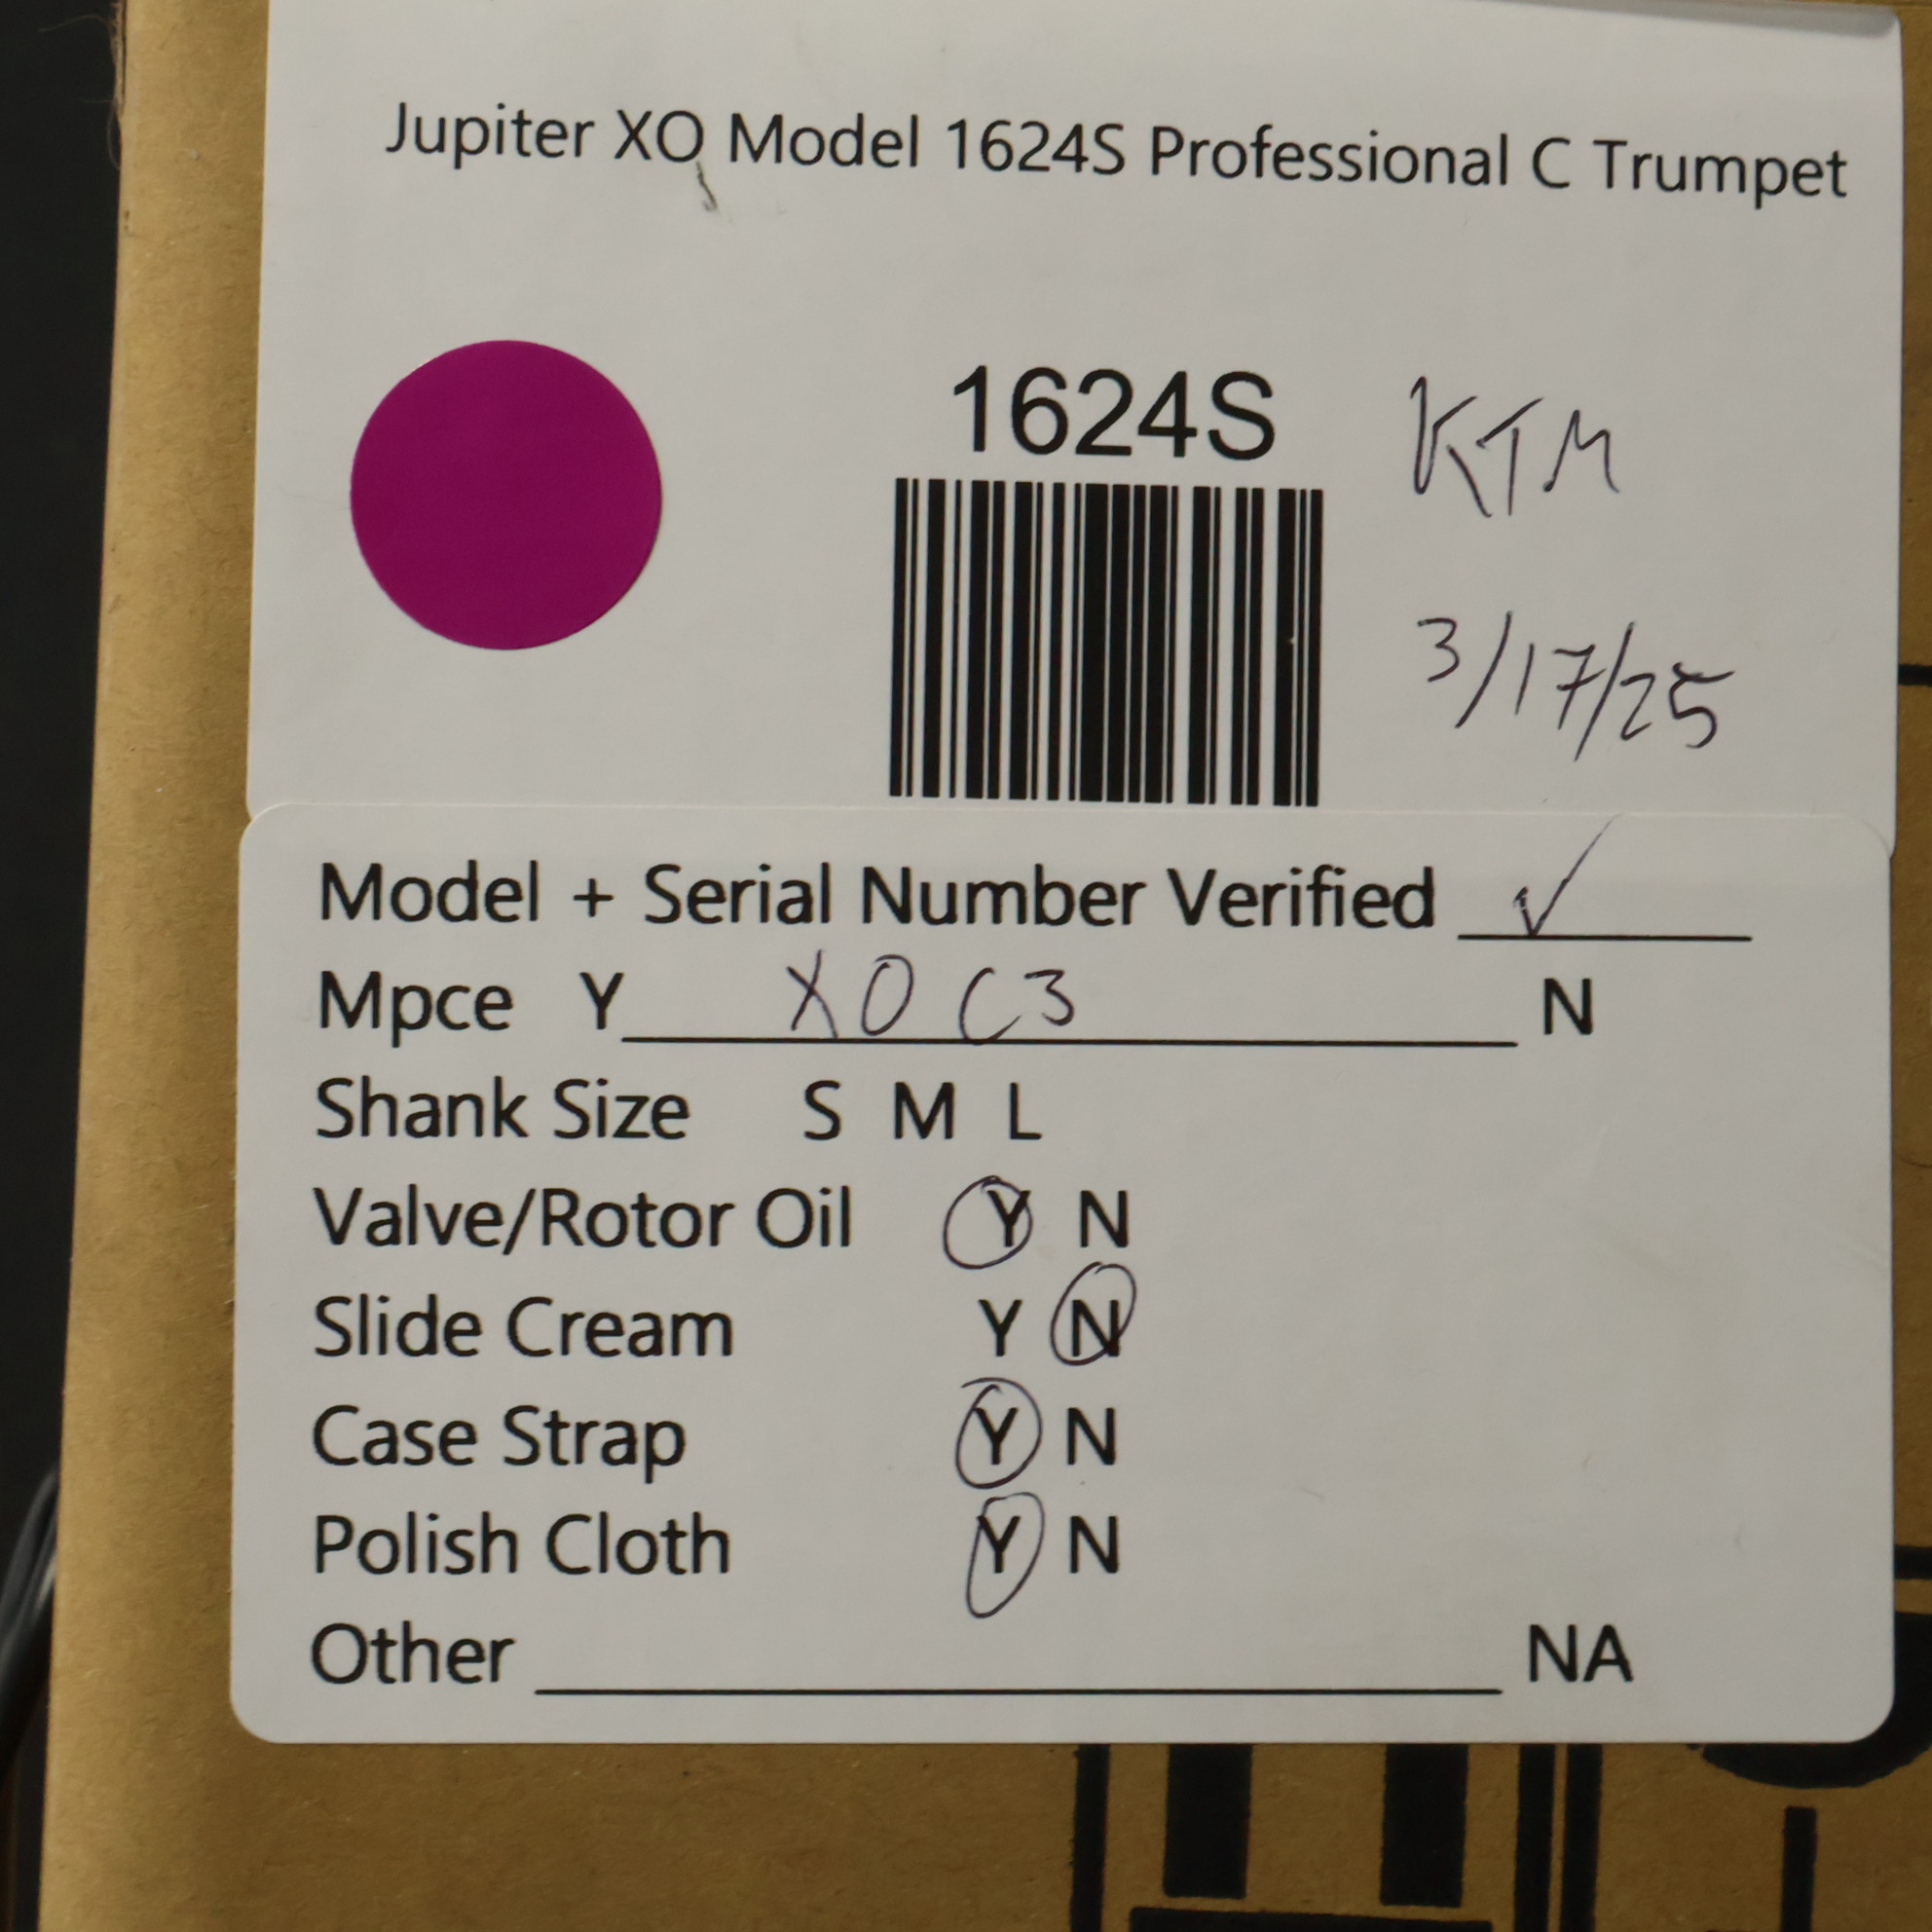 Jupiter XO Model 1624S Professional C Trumpet
1624S
KTM
3/17/25
Model + Serial Number Verified ✓
Mpce Y XO C3 N
Shank Size S M L
Valve/Rotor Oil Y N
Slide Cream Y N
Case Strap Y N
Polish Cloth Y N
Other NA